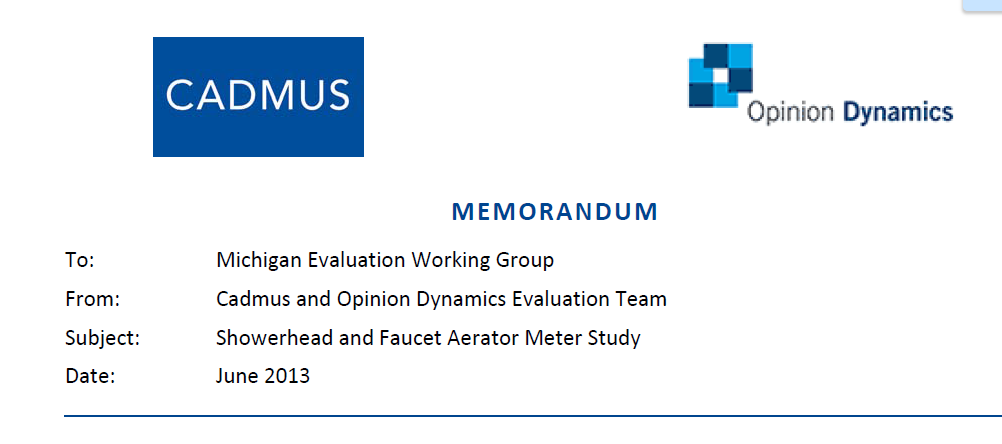 CADMUS
Opinion Dynamics
MEMORANDUM
To: Michigan Evaluation Working Group
From: Cadmus and Opinion Dynamics Evaluation Team
Subject: Showerhead and Faucet Aerator Meter Study
Date: June 2013